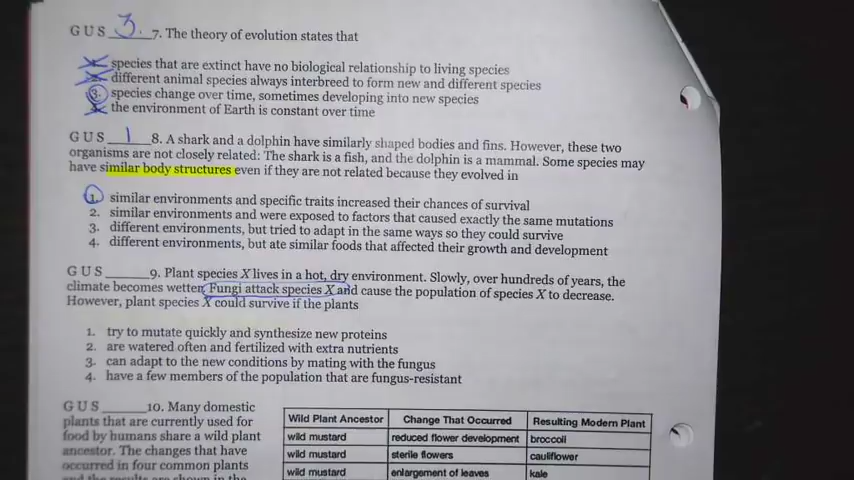 G U S 3. 7. The theory of evolution states that
species that are extinct have no biological relationship to living species
different animal species always interbreed to form new and different species
3. species change over time, sometimes developing into new species
the environment of Earth is constant over time
G U S 1 8. A shark and a dolphin have similarly shaped bodies and fins. However, these two
organisms are not closely related: The shark is a fish, and the dolphin is a mammal. Some species may
have similar body structures even if they are not related because they evolved in
1. similar environments and specific traits increased their chances of survival
2. similar environments and were exposed to factors that caused exactly the same mutations
3. different environments, but tried to adapt in the same ways so they could survive
4. different environments, but ate similar foods that affected their growth and development
G U S______9. Plant species X lives in a hot, dry environment. Slowly, over hundreds of years, the
climate becomes wetter. Fungi attack species X and cause the population of species X to decrease.
However, plant species X could survive if the plants
1. try to mutate quickly and synthesize new proteins
2. are watered often and fertilized with extra nutrients
3. can adapt to the new conditions by mating with the fungus
4. have a few members of the population that are fungus-resistant
G U S______10. Many domestic
plants that are currently used for
food by humans share a wild plant
ancestor. The changes that have
occurred in four common plants
and the results are shown in the
Wild Plant Ancestor Change That Occurred Resulting Modern Plant
wild mustard reduced flower development broccoli
wild mustard sterile flowers cauliflower
wild mustard enlargement of leaves kale